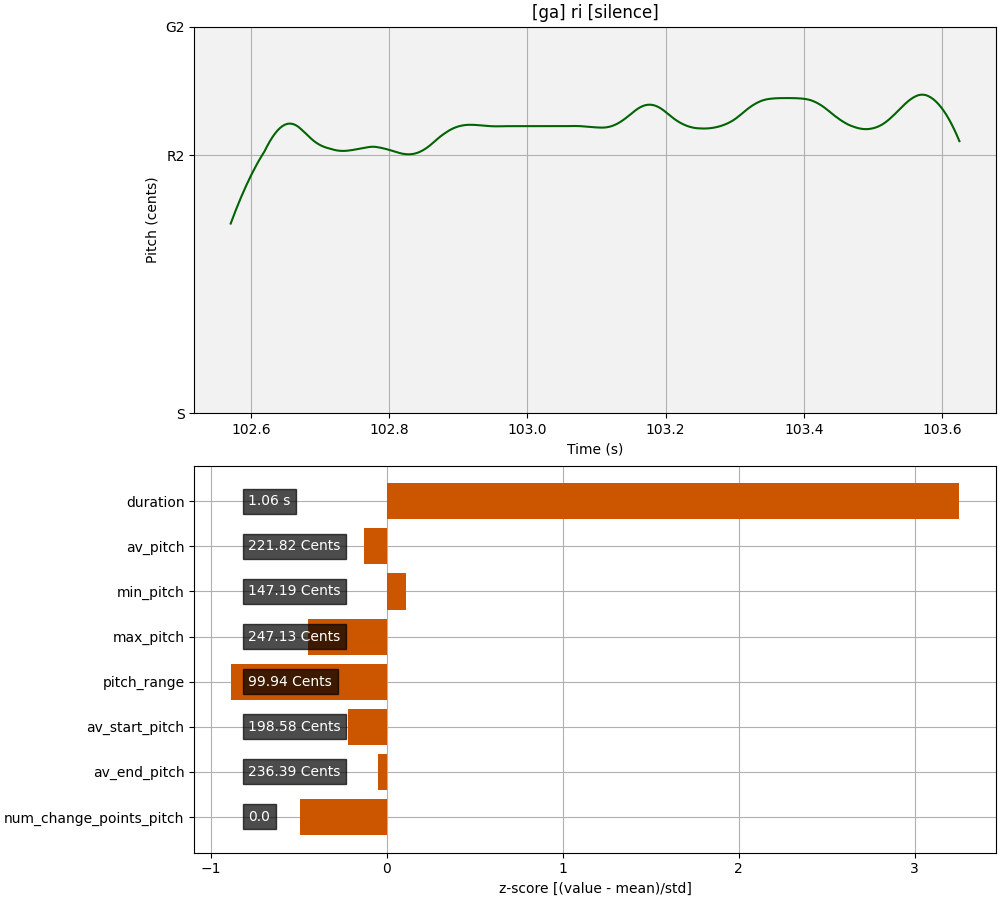 [ga] ri [silence]
G2
R2
S
Pitch (cents)
102.6 102.8 103.0 103.2 103.4 103.6
Time (s)
duration 1.06 s
av_pitch 221.82 Cents
min_pitch 147.19 Cents
max_pitch 247.13 Cents
pitch_range 99.94 Cents
av_start_pitch 198.58 Cents
av_end_pitch 236.39 Cents
num_change_points_pitch 0.0
−1 0 1 2 3
z-score [(value - mean)/std]